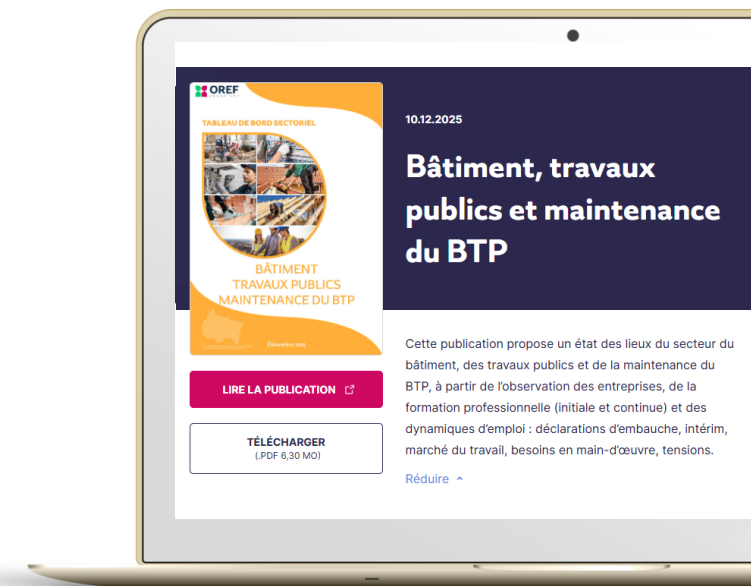 OREF
GRAND EST
TABLEAU DE BORD SECTORIEL
BÂTIMENT
TRAVAUX PUBLICS
MAINTENANCE DU BTP
Décembre 2025
LIRE LA PUBLICATION
TÉLÉCHARGER
(.PDF 6,30 MO)
10.12.2025
Bâtiment, travaux
publics et maintenance
du BTP
Cette publication propose un état des lieux du secteur du
bâtiment, des travaux publics et de la maintenance du
BTP, à partir de l'observation des entreprises, de la
formation professionnelle (initiale et continue) et des
dynamiques d'emploi : déclarations d'embauche, intérim,
marché du travail, besoins en main-d'œuvre, tensions.
Réduire